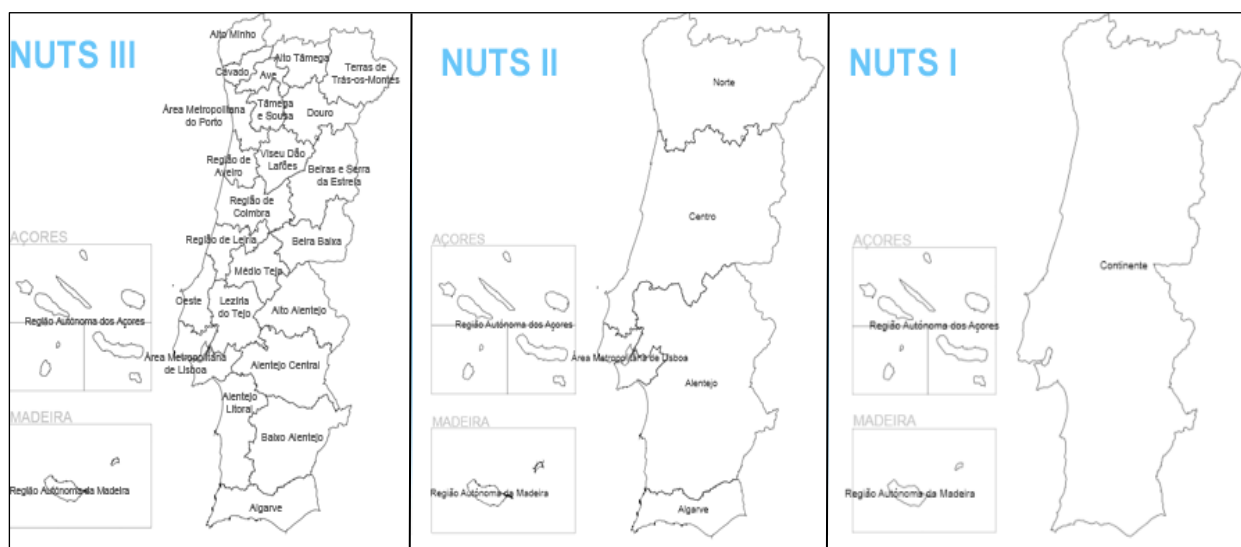 NUTS III
Alto Minho
Alto Tâmega
Terras de
Trás-os-Montes
Cávado
Ave
Área Metropolitana
do Porto
Tâmega
e Sousa
Douro
Região de
Aveiro
Viseu Dão
Lafões
Beiras e Serra
da Estrela
Região de
Coimbra
Região de Leiria
Beira Baixa
Médio Tejo
Oeste
Lezíria
do Tejo
Alto Alentejo
Área Metropolitana
de Lisboa
Alentejo Central
Alentejo
Litoral
Baixo Alentejo
Algarve
AÇORES
Região Autónoma dos Açores
MADEIRA
Região Autónoma da Madeira
NUTS II
Norte
Centro
Área Metropolitana de Lisboa
Alentejo
Algarve
AÇORES
Região Autónoma dos Açores
MADEIRA
Região Autónoma da Madeira
NUTS I
Continente
AÇORES
Região Autónoma dos Açores
MADEIRA
Região Autónoma da Madeira